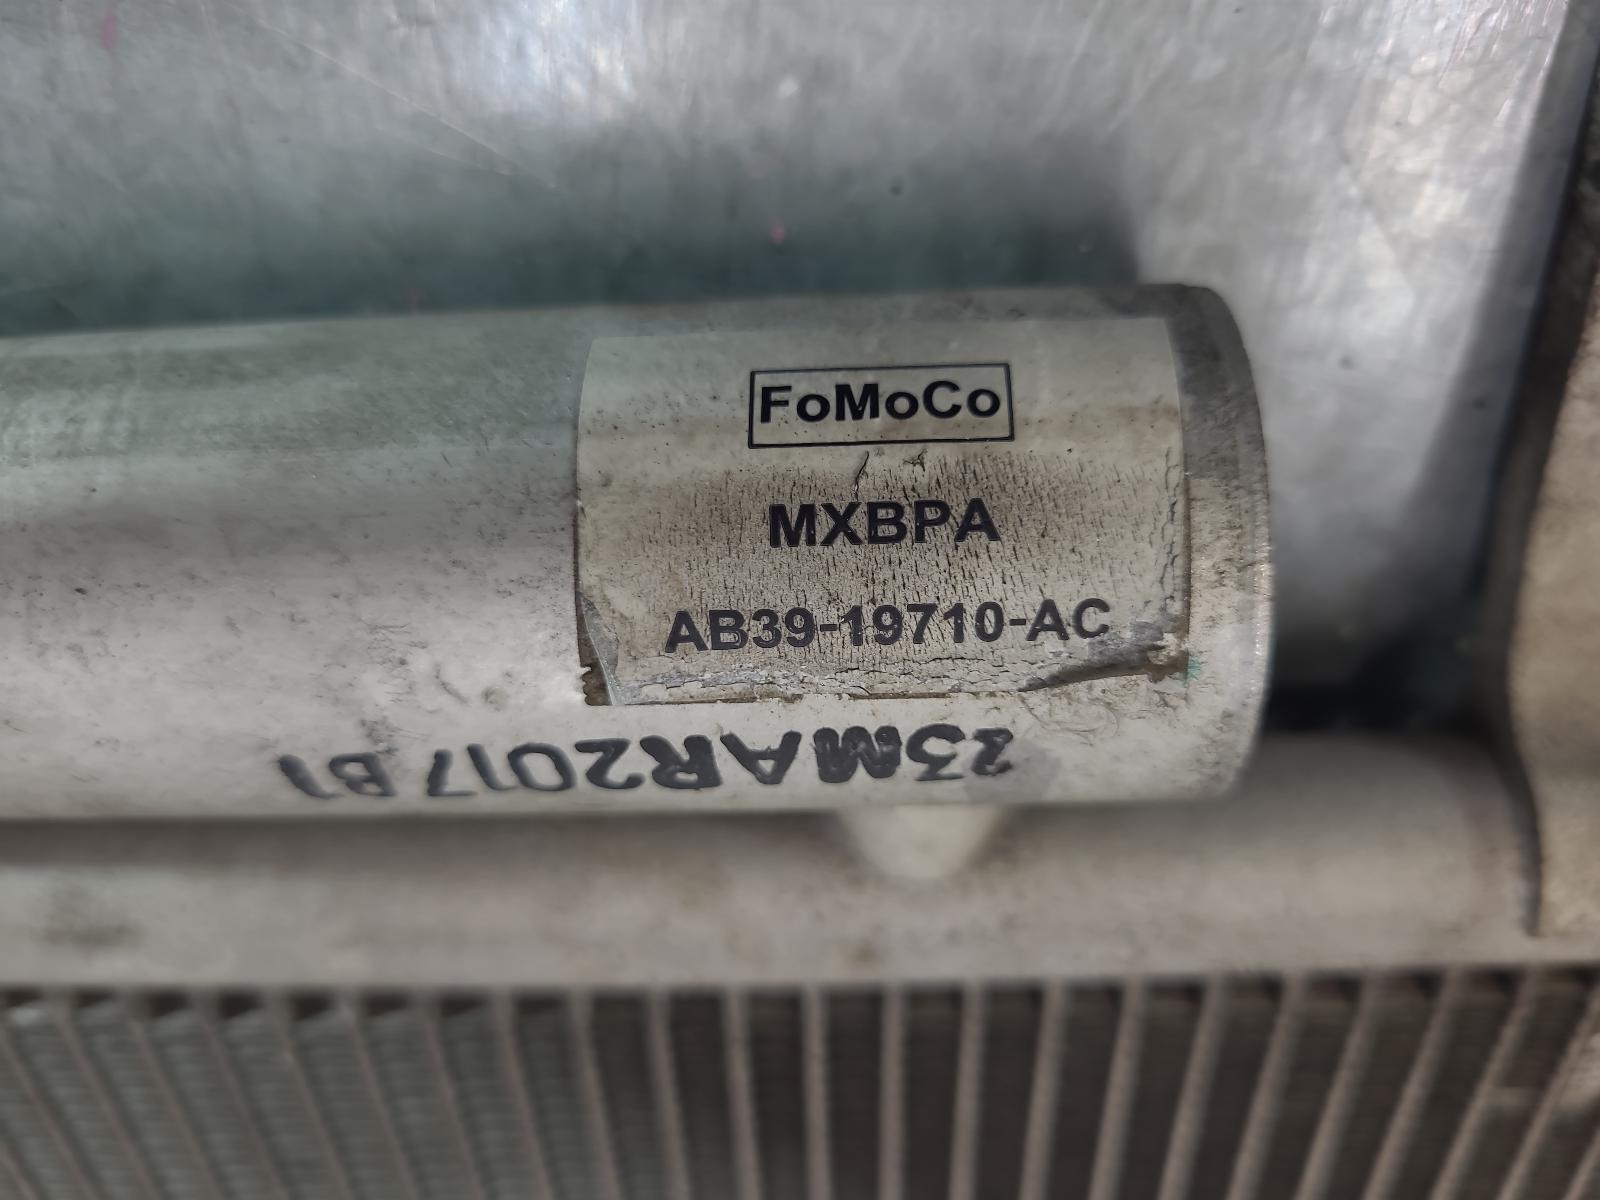 FoMoCo
MXBPA
AB39-19710-AC
23MAR2017 B1